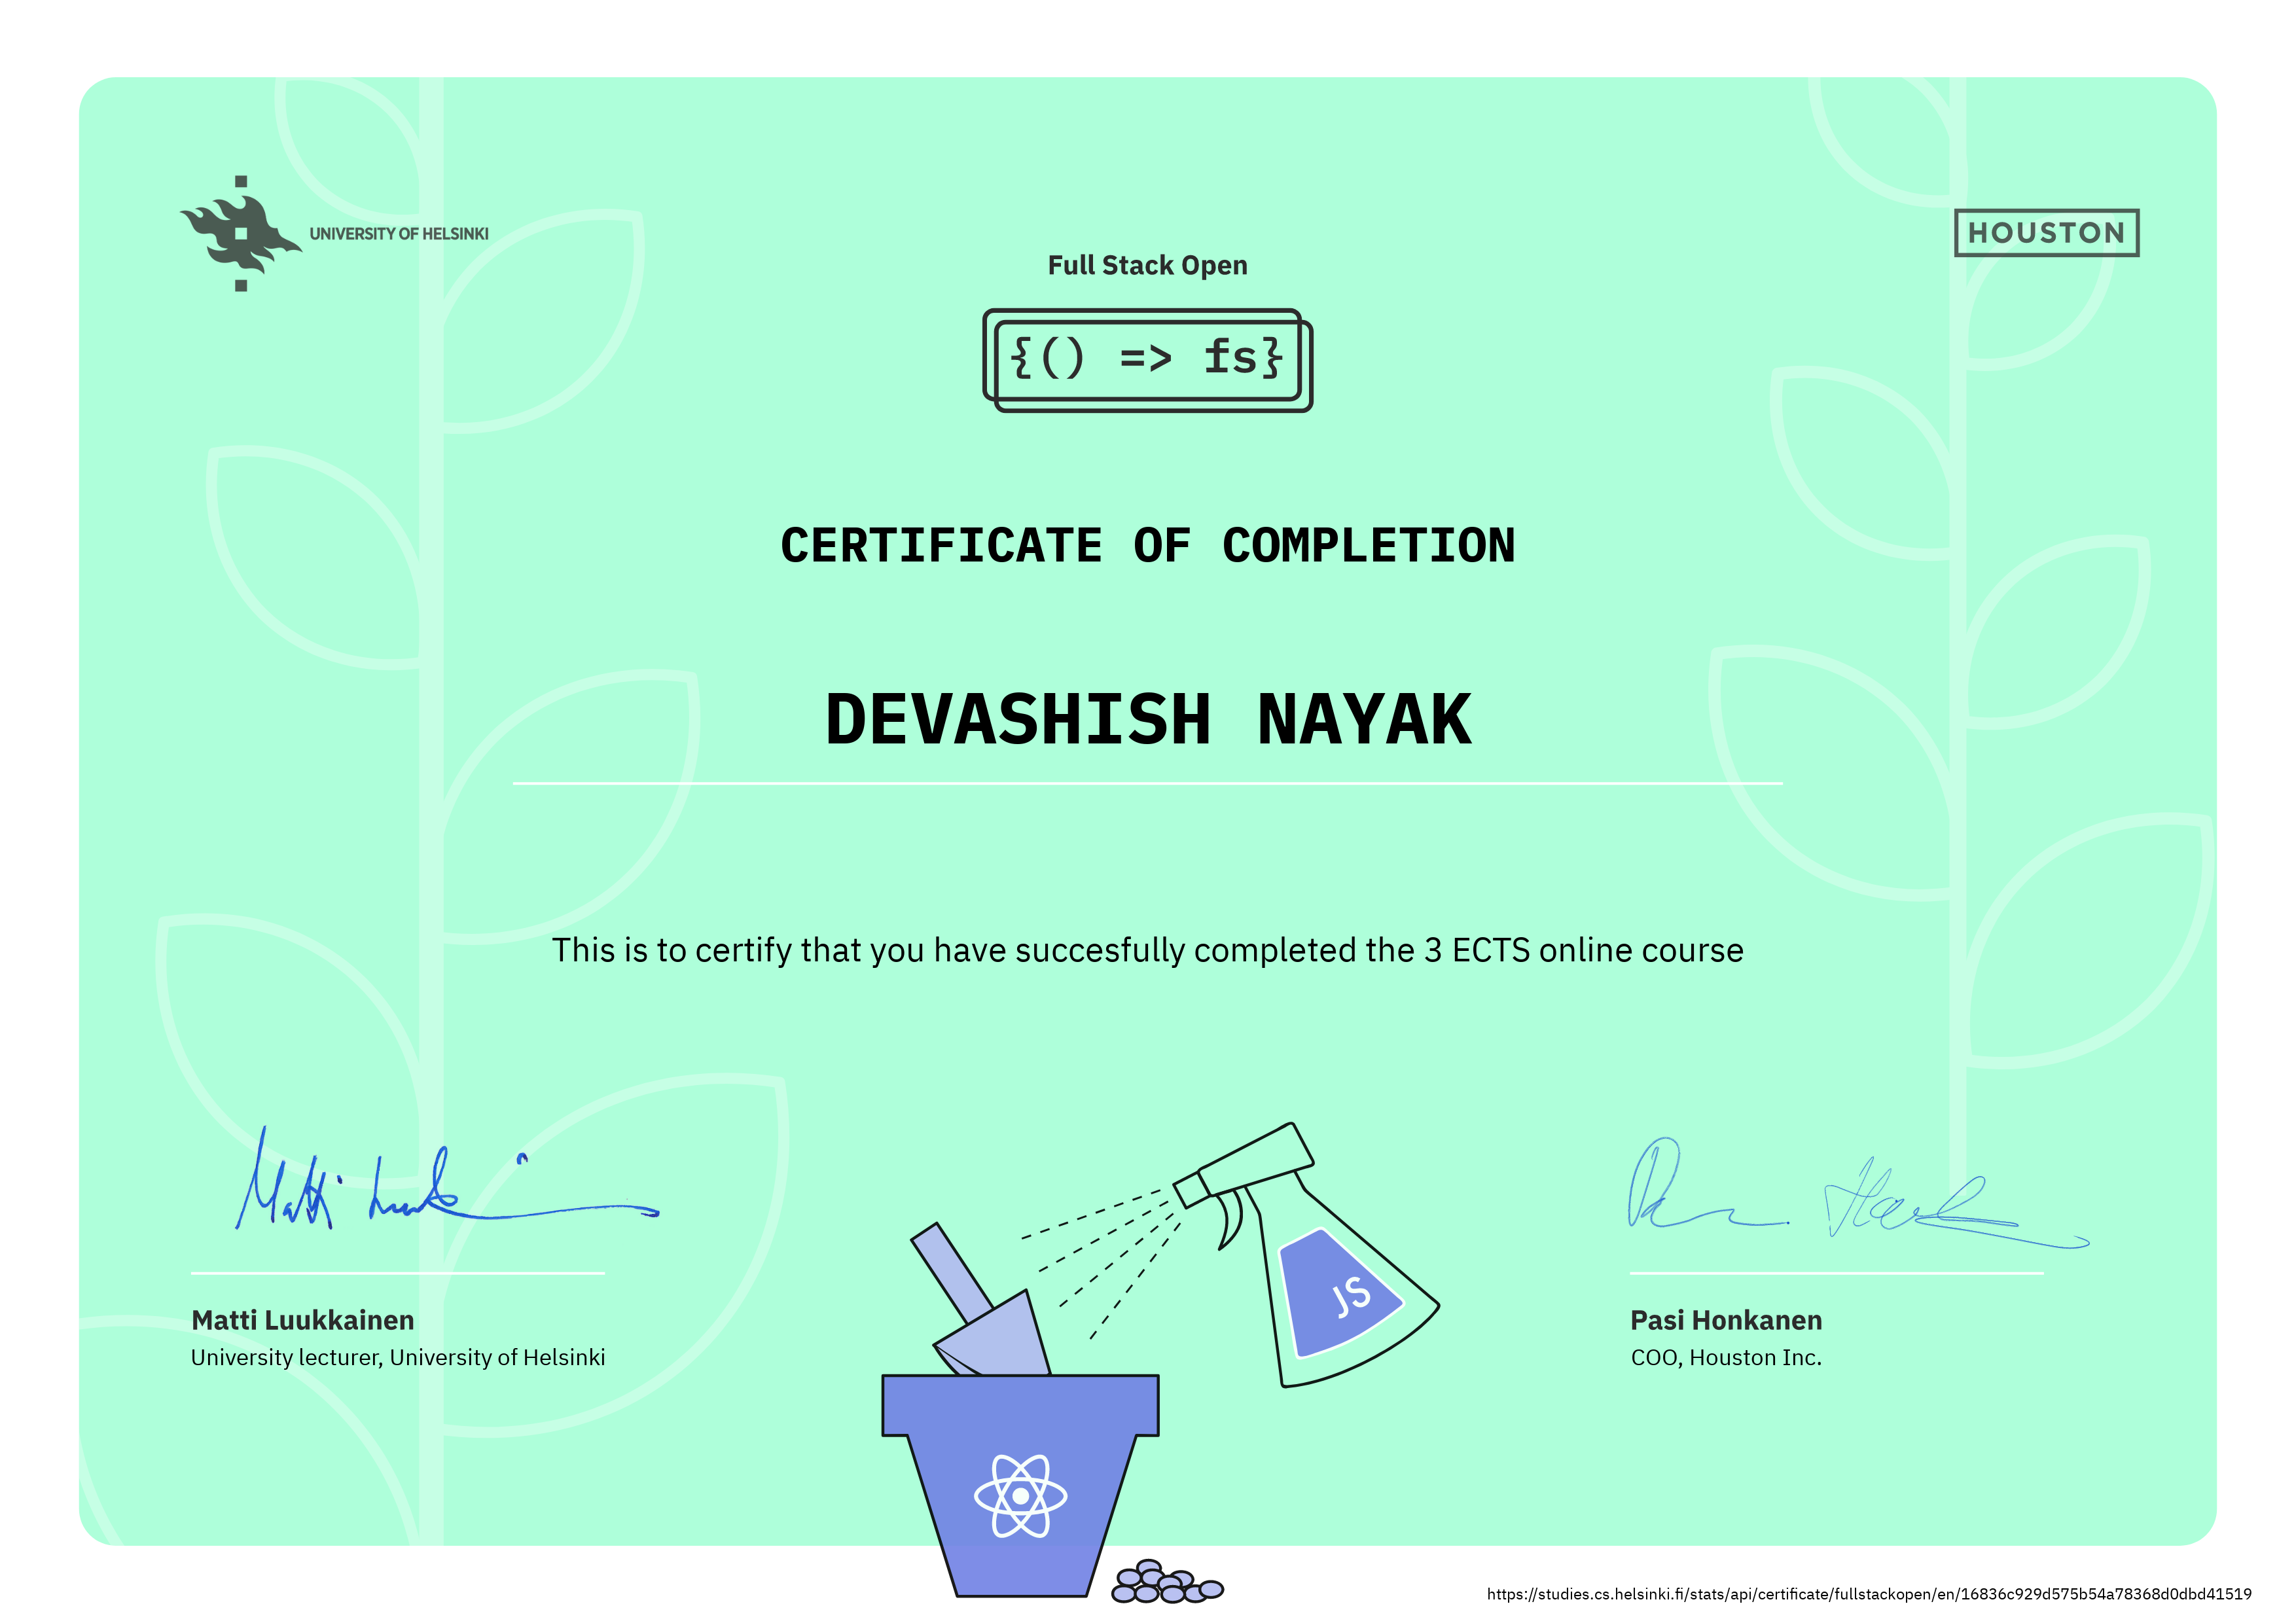 UNIVERSITY OF HELSINKI
HOUSTON
Full Stack Open
{() => fs}
CERTIFICATE OF COMPLETION
DEVASHISH NAYAK
This is to certify that you have succesfully completed the 3 ECTS online course
Matti Luukkainen
University lecturer, University of Helsinki
JS
Pasi Honkanen
COO, Houston Inc.
https://studies.cs.helsinki.fi/stats/api/certificate/fullstackopen/en/16836c929d575b54a78368d0dbd41519